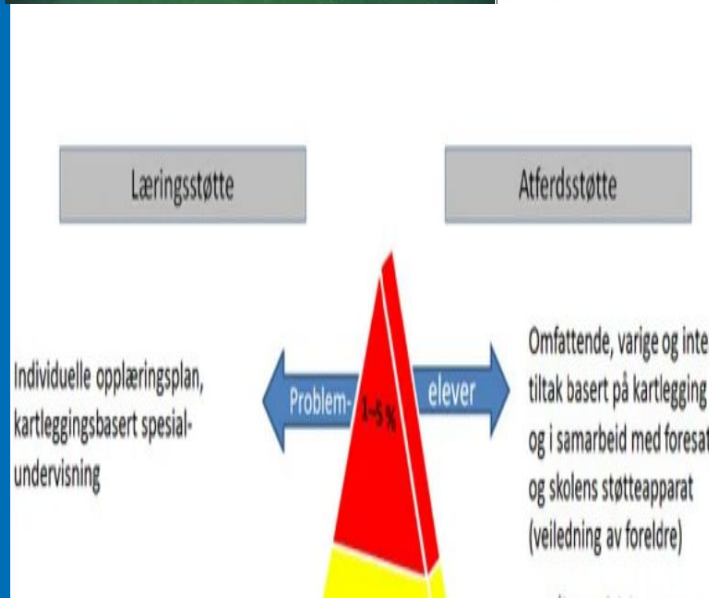 Læringsstøtte
Atferdsstøtte
Individuelle opplæringsplan,
kartleggingsbasert spesial-
undervisning
Problem-
1–5 %
elever
Omfattende, varige og inte
tiltak basert på kartlegging
og i samarbeid med foresat
og skolens støtteapparat
(veiledning av foreldre)